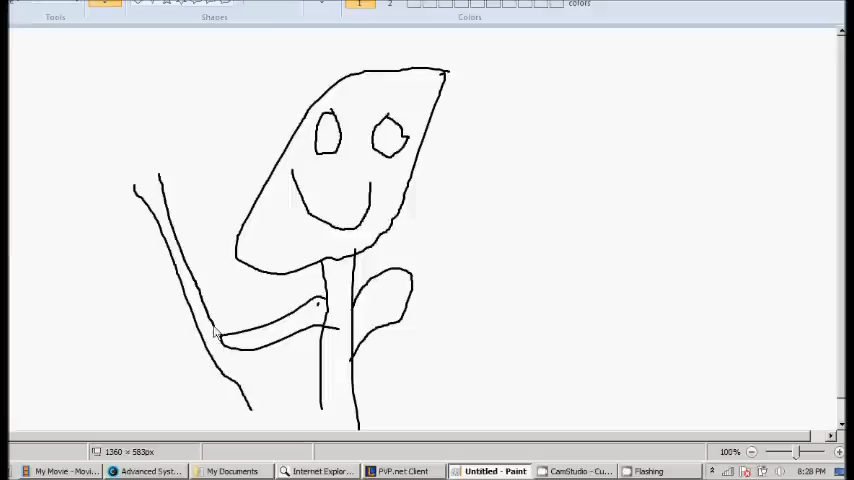 Tools Shapes 1 2 colors
Colors
1360 × 583px 100%
My Movie - Movi... Advanced Syst... My Documents Internet Explor... PVP.net Client Untitled - Paint CamStudio - Cu... Flashing 8:28 PM